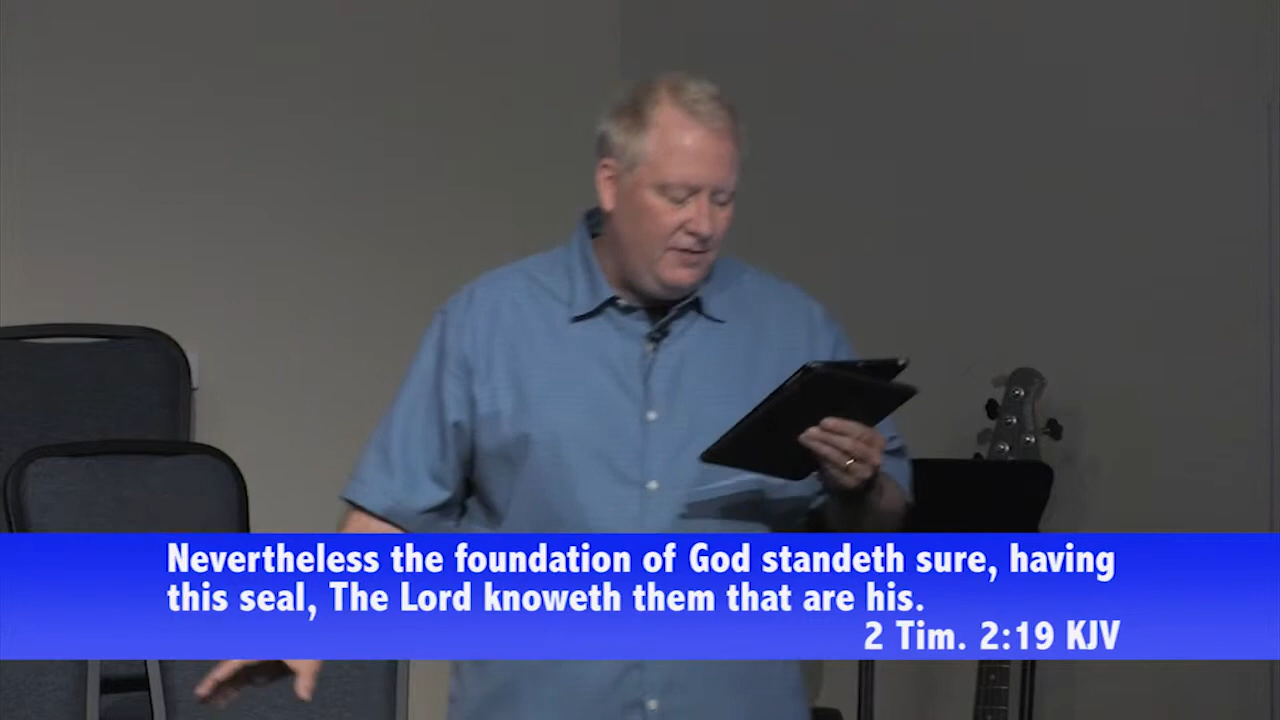 Nevertheless the foundation of God standeth sure, having
this seal, The Lord knoweth them that are his.
2 Tim. 2:19 KJV